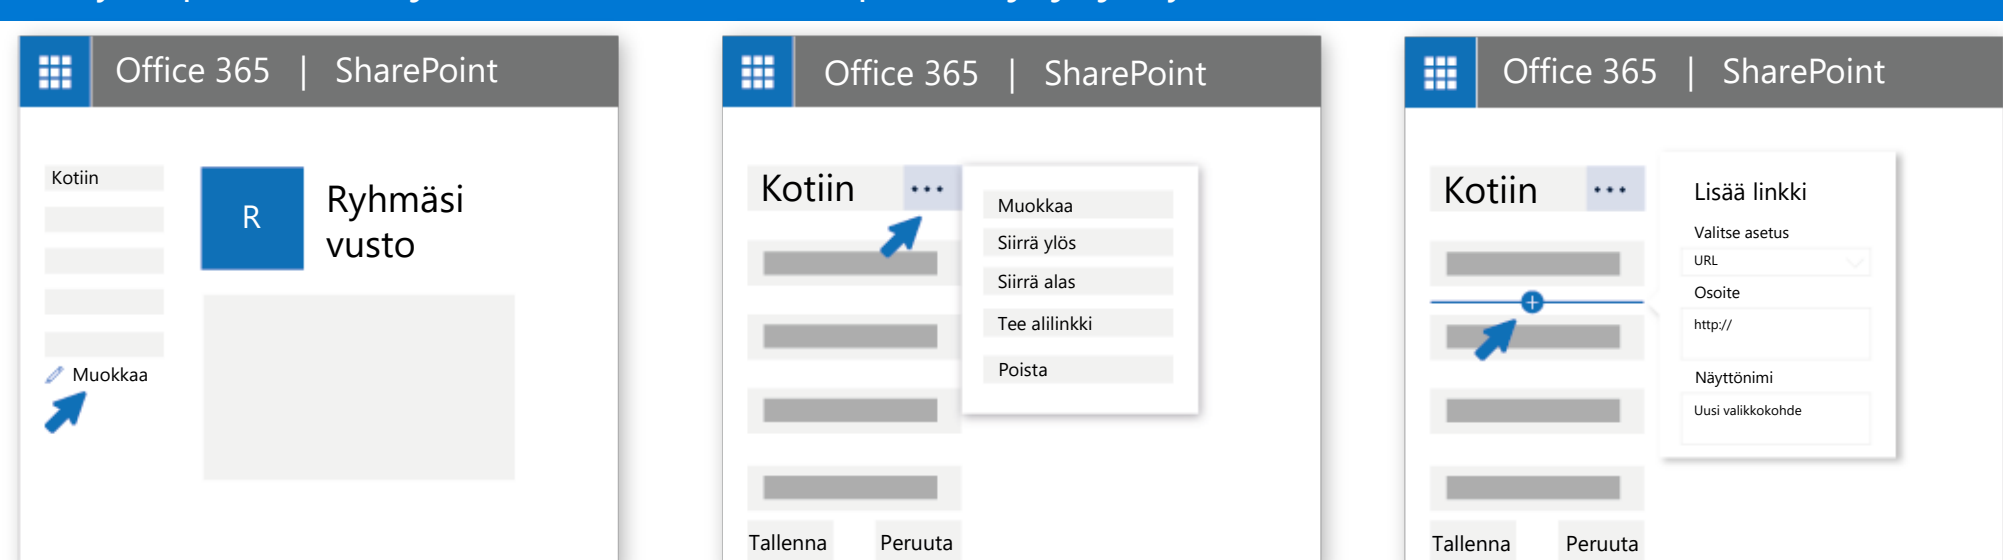 Office 365 | SharePoint
Kotiin
R
Ryhmäsi
vusto
Muokkaa
Office 365 | SharePoint
Kotiin
Muokkaa
Siirrä ylös
Siirrä alas
Tee alilinkki
Poista
Tallenna Peruuta
Office 365 | SharePoint
Kotiin
Lisää linkki
Valitse asetus
URL
Osoite
http://
Näyttönimi
Uusi valikkokohde
Tallenna Peruuta